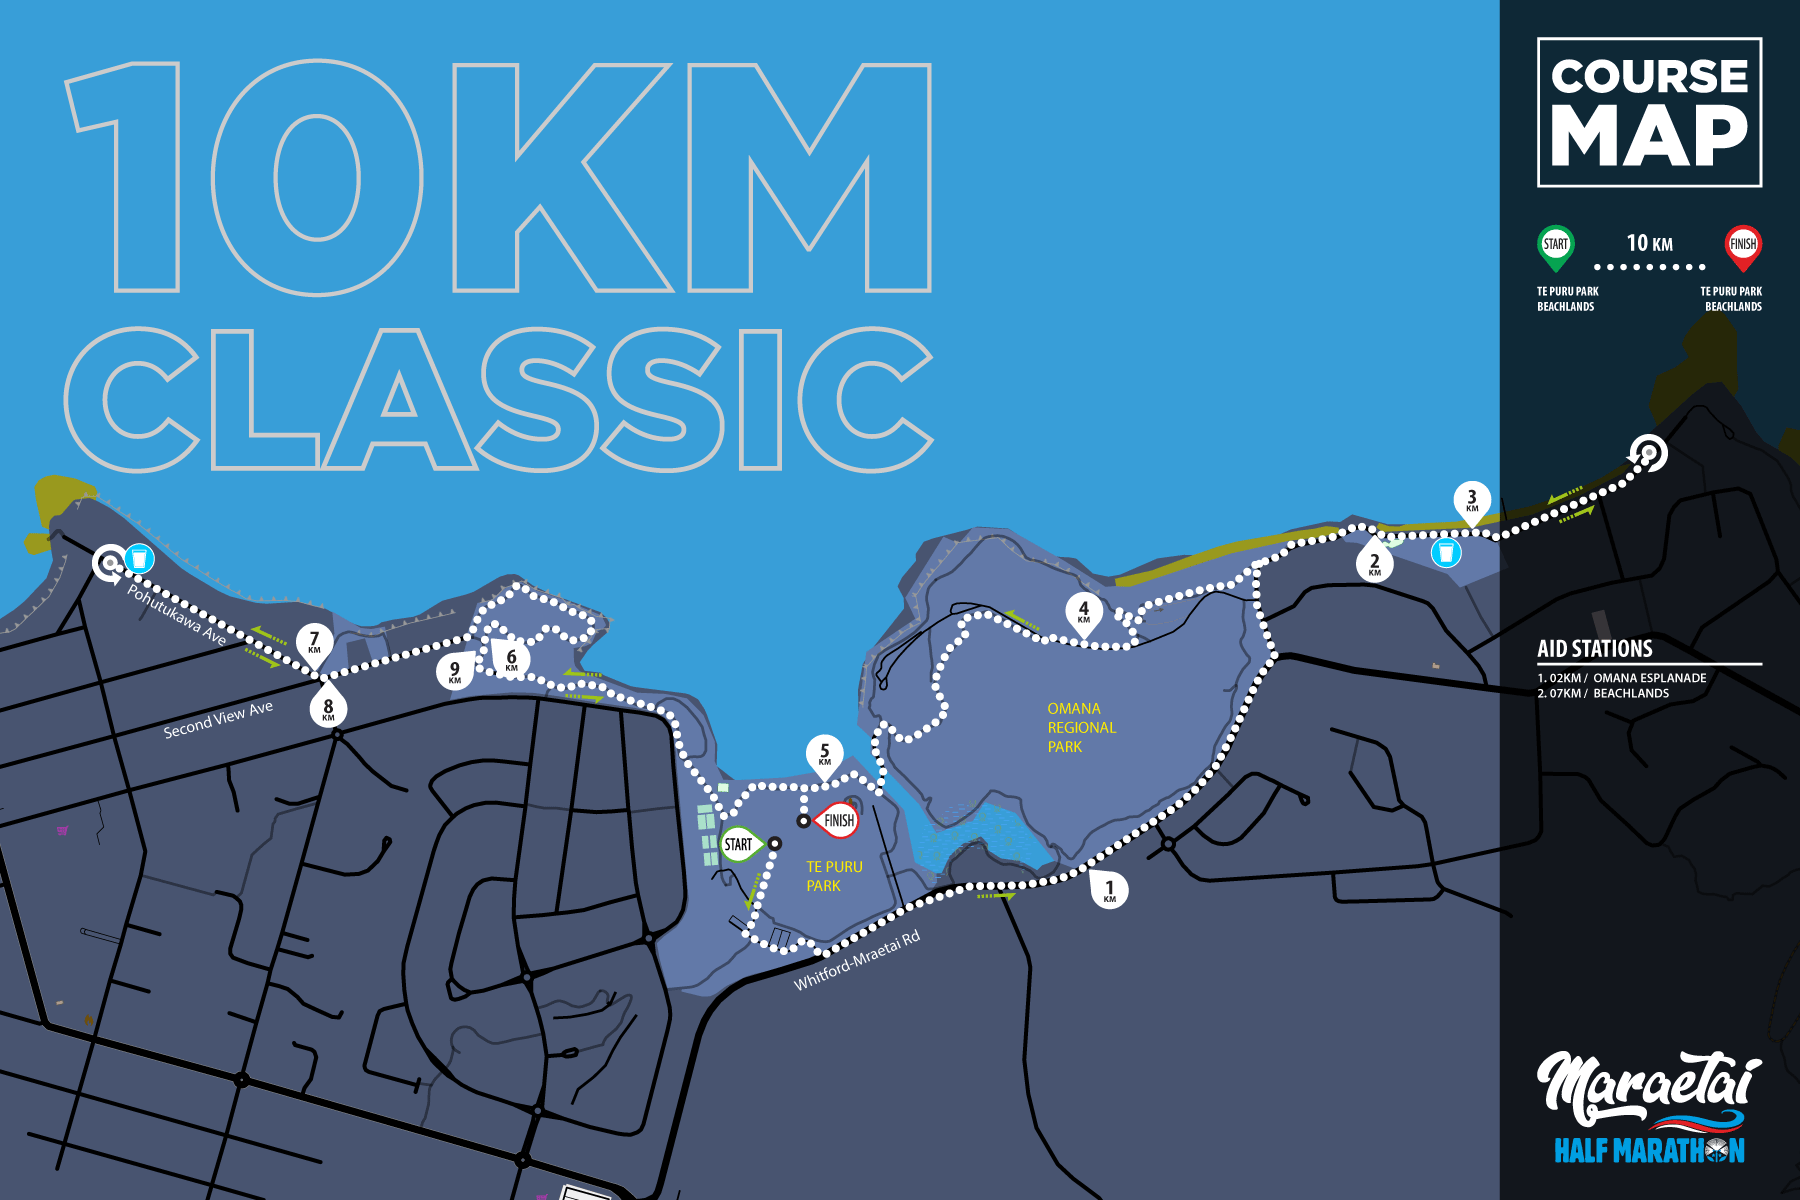 10KM
CLASSIC
COURSE
MAP
START
10 KM
FINISH
TE PURU PARK
BEACHLANDS
TE PURU PARK
BEACHLANDS
3
KM
2
KM
4
KM
Pohutukawa Ave
7
KM
6
KM
9
KM
8
KM
Second View Ave
OMANA
REGIONAL
PARK
5
KM
FINISH
START
TE PURU
PARK
1
KM
Whitford-Mraetai Rd
AID STATIONS
1. 02KM / OMANA ESPLANADE
2. 07KM / BEACHLANDS
Maraetai
HALF MARATHON